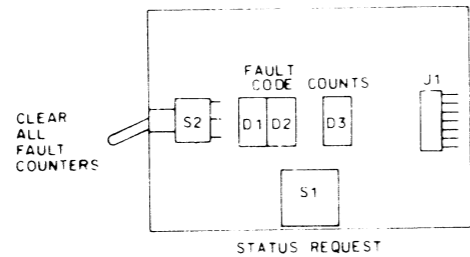 FAULT
CODE COUNTS
J1
CLEAR
ALL
FAULT
COUNTERS
S2
D1 D2
D3
S1
STATUS REQUEST